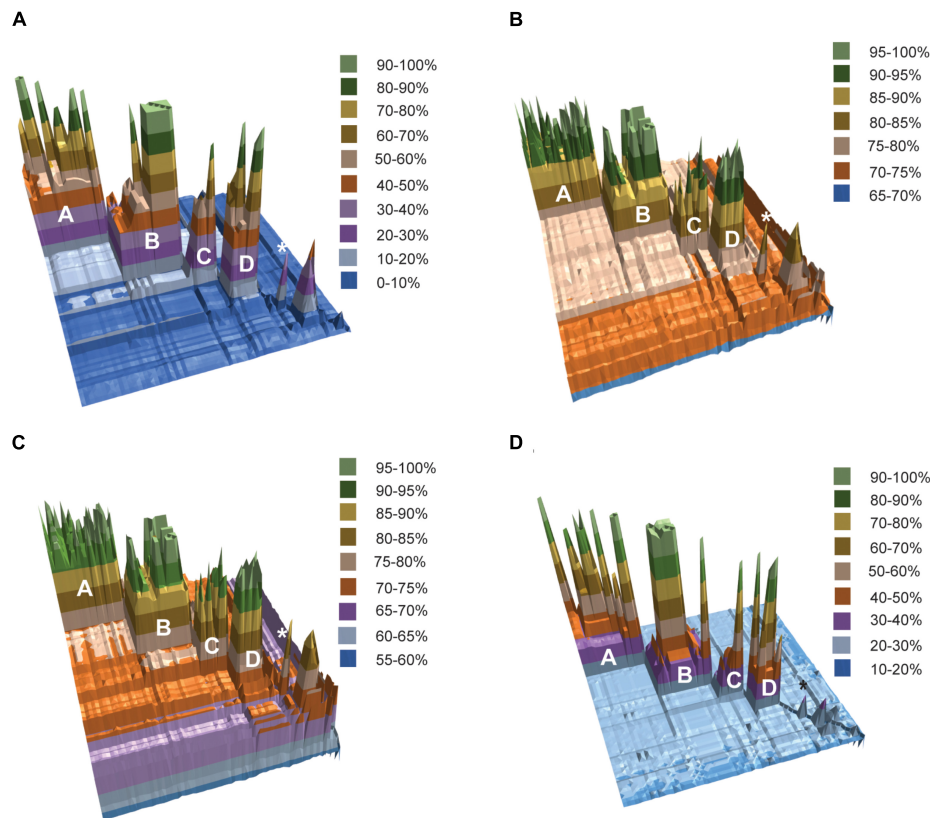 A
90-100%
80-90%
70-80%
60-70%
50-60%
40-50%
30-40%
20-30%
10-20%
0-10%
A
B
C
D
*
B
95-100%
90-95%
85-90%
80-85%
75-80%
70-75%
65-70%
A
B
C
D
*
C
95-100%
90-95%
85-90%
80-85%
75-80%
70-75%
65-70%
60-65%
55-60%
A
B
C
D
*
D
90-100%
80-90%
70-80%
60-70%
50-60%
40-50%
30-40%
20-30%
10-20%
A
B
C
D
*